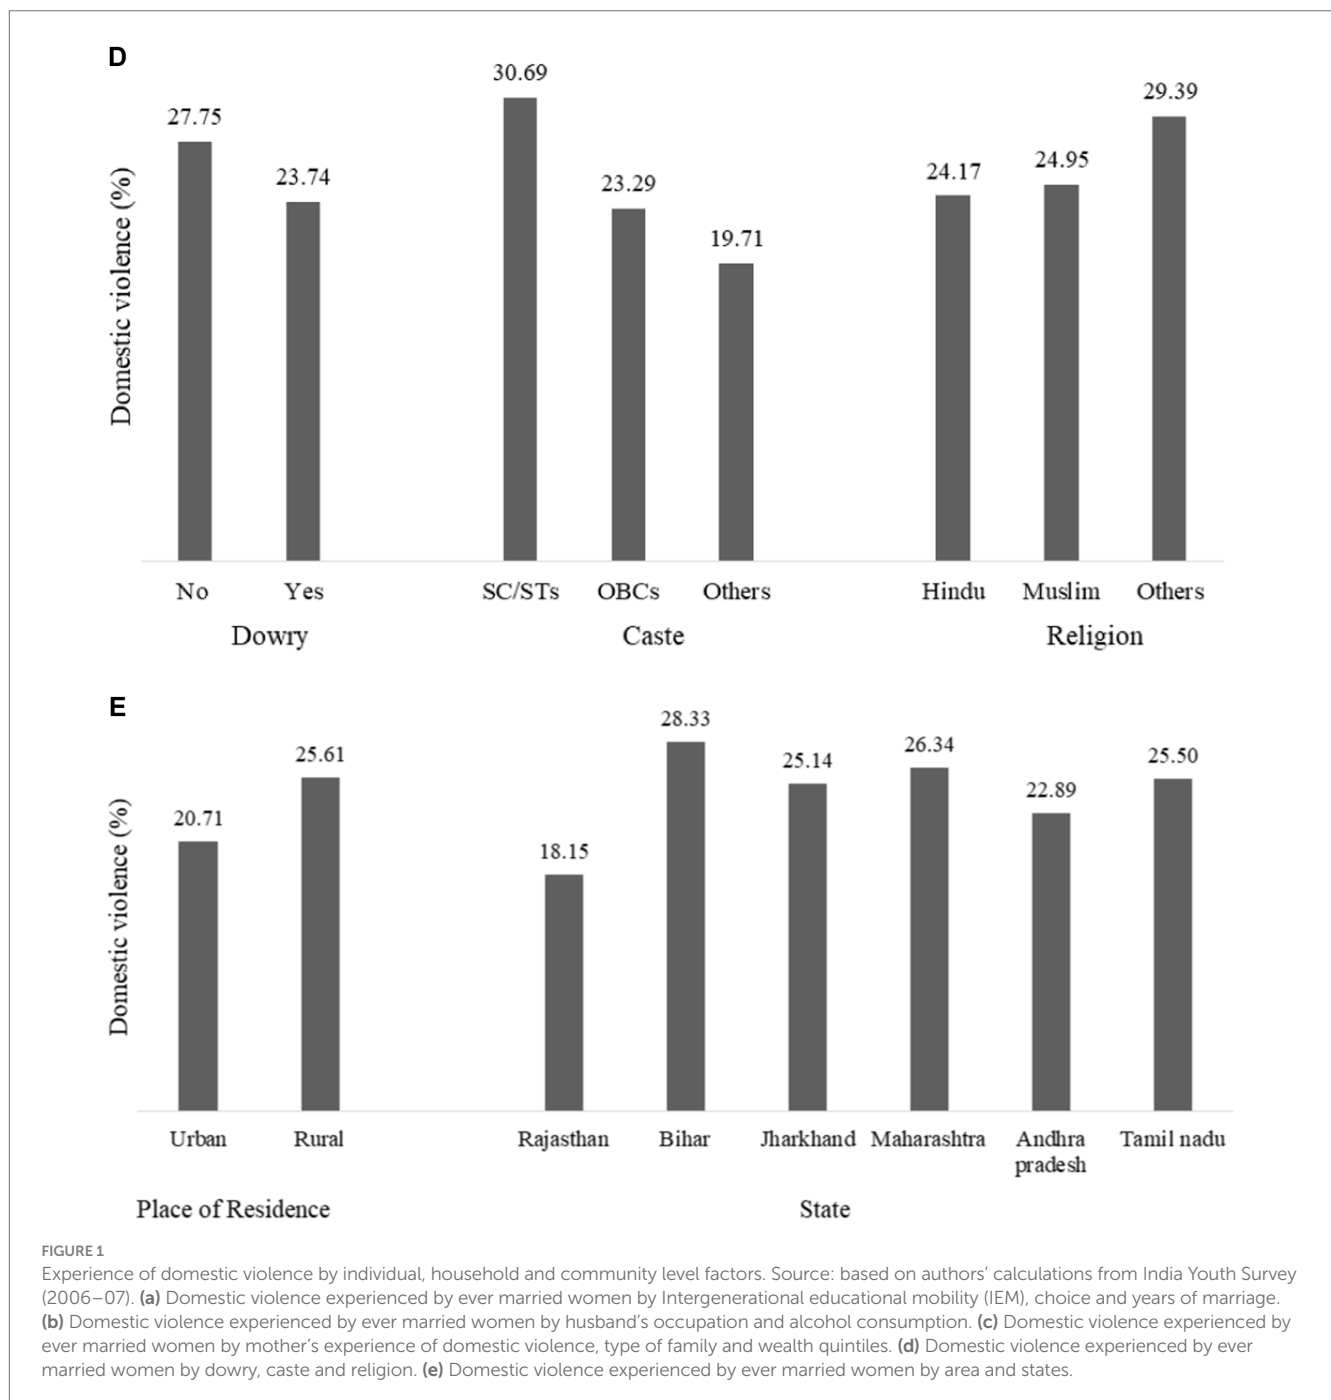 D
Domestic violence (%)
27.75
23.74
30.69
23.29
19.71
24.17
24.95
29.39
No Yes SC/STs OBCs Others Hindu Muslim Others
Dowry Caste Religion
E
Domestic violence (%)
20.71
25.61
18.15
28.33
25.14
26.34
22.89
25.50
Urban Rural Rajasthan Bihar Jharkhand Maharashtra Andhra Tamil nadu
pradesh
Place of Residence State
FIGURE 1
Experience of domestic violence by individual, household and community level factors. Source: based on authors’ calculations from India Youth Survey
(2006–07). (a) Domestic violence experienced by ever married women by Intergenerational educational mobility (IEM), choice and years of marriage.
(b) Domestic violence experienced by ever married women by husband’s occupation and alcohol consumption. (c) Domestic violence experienced by
ever married women by mother’s experience of domestic violence, type of family and wealth quintiles. (d) Domestic violence experienced by ever
married women by dowry, caste and religion. (e) Domestic violence experienced by ever married women by area and states.